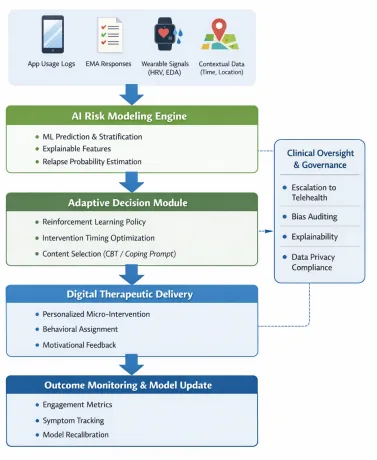 App Usage Logs
EMA Responses
Wearable Signals
(HRV, EDA)
Contextual Data
(Time, Location)
AI Risk Modeling Engine
ML Prediction & Stratification
Explainable Features
Relapse Probability Estimation
Adaptive Decision Module
Reinforcement Learning Policy
Intervention Timing Optimization
Content Selection (CBT / Coping Prompt)
Digital Therapeutic Delivery
Personalized Micro-Intervention
Behavioral Assignment
Motivational Feedback
Outcome Monitoring & Model Update
Engagement Metrics
Symptom Tracking
Model Recalibration
Clinical Oversight
& Governance
Escalation to
Telehealth
Bias Auditing
Explainability
Data Privacy
Compliance